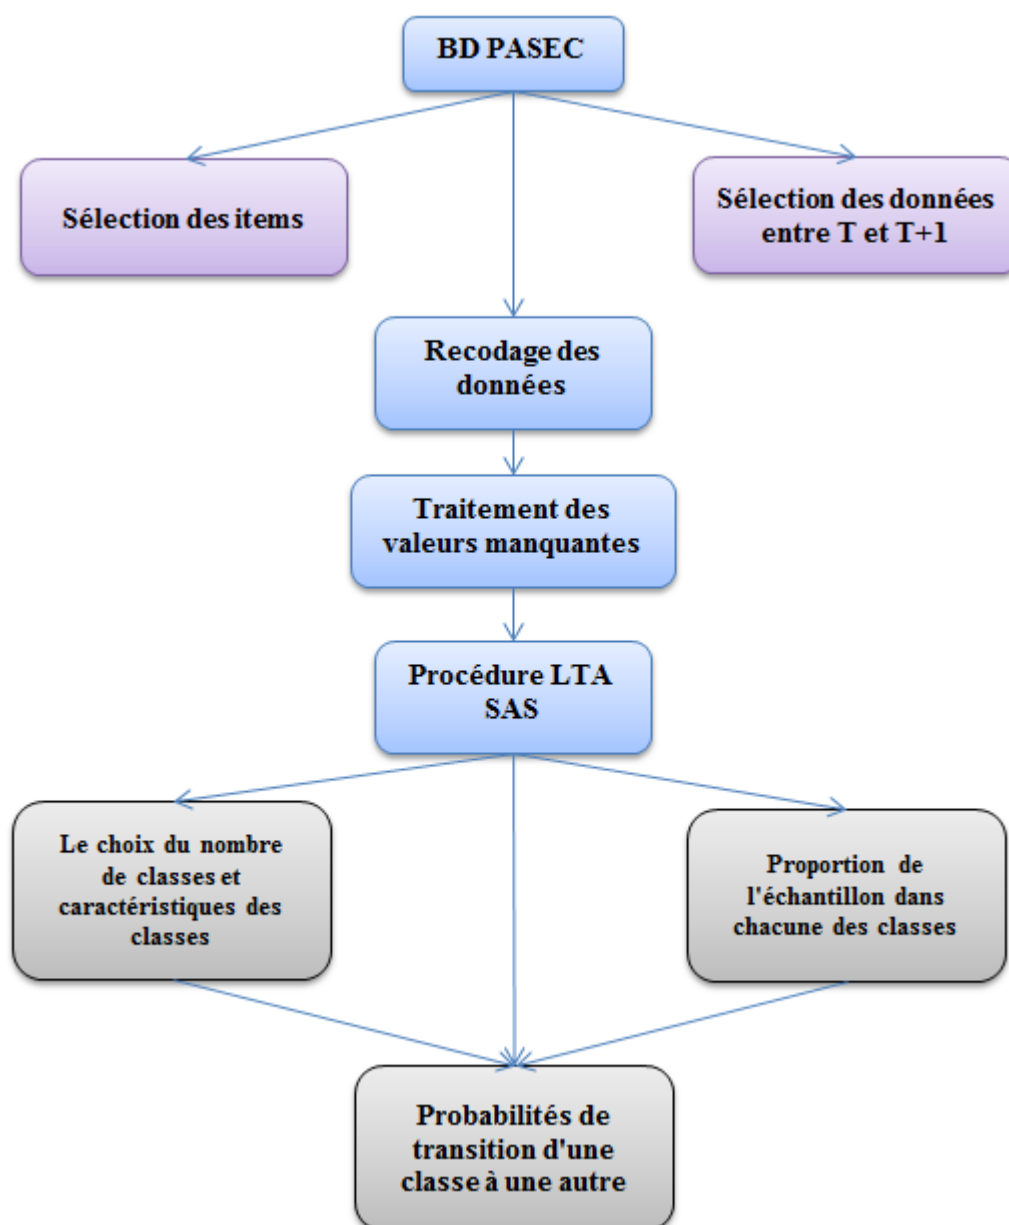 BD PASEC
Sélection des items
Sélection des données
entre T et T+1
Recodage des
données
Traitement des
valeurs manquantes
Procédure LTA
SAS
Le choix du nombre
de classes et
caractéristiques des
classes
Proportion de
l'échantillon dans
chacune des classes
Probabilités de
transition d'une
classe à une autre